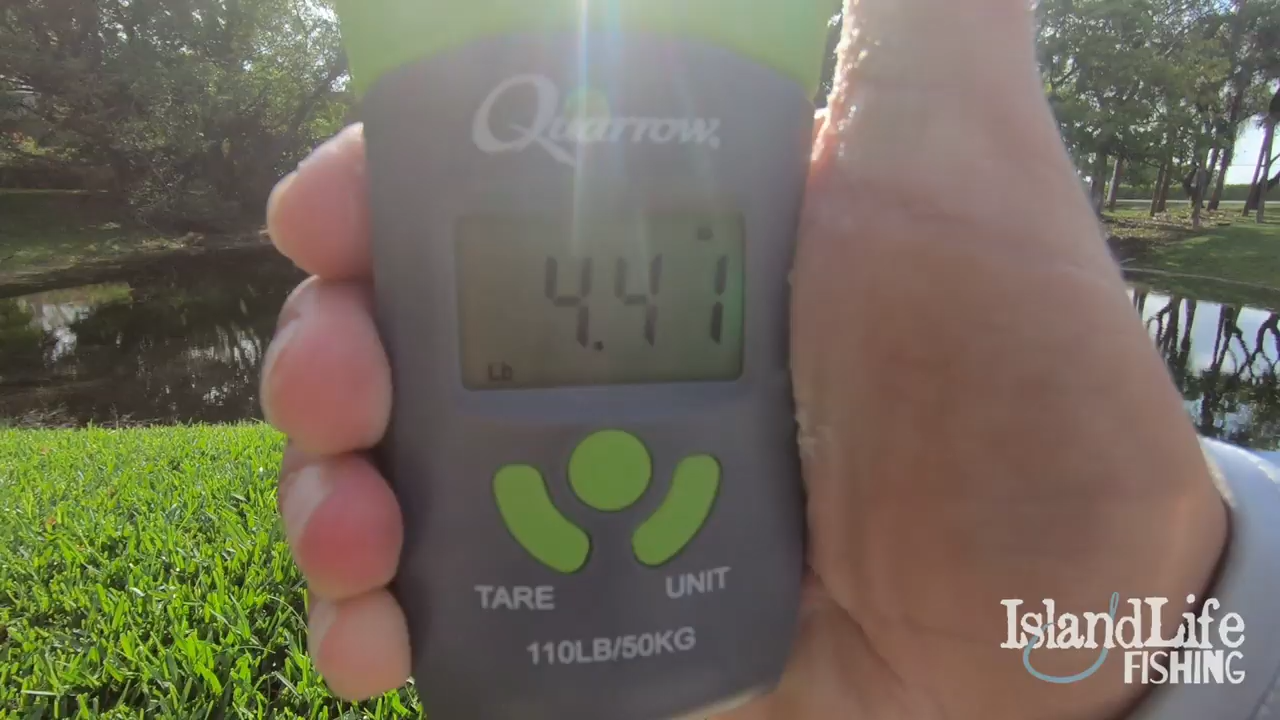 Quarrow
4.41
Lb
TARE
UNIT
110LB/50KG
IslandLife
FISHING